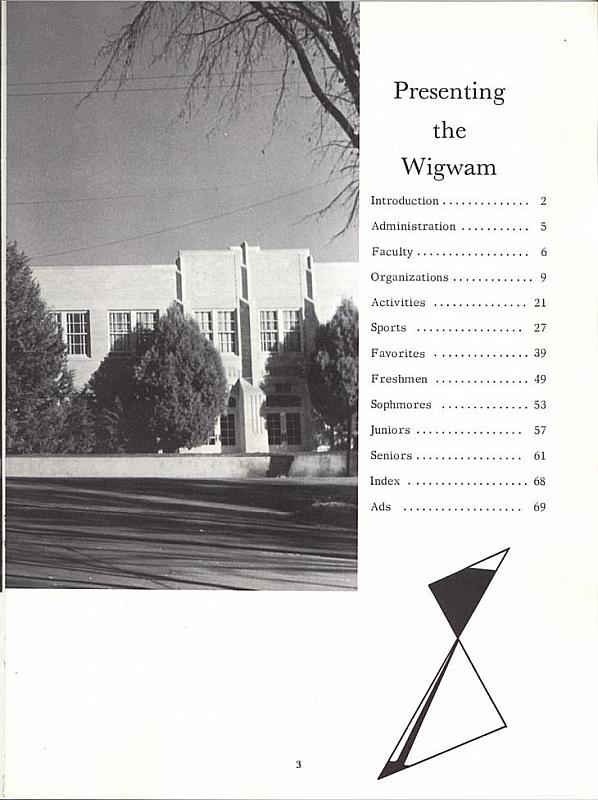 Presenting
the
Wigwam
Introduction .............. 2
Administration ........... 5
Faculty .................. 6
Organizations ............ 9
Activities ............... 21
Sports ................. 27
Favorites ............... 39
Freshmen ............... 49
Sophmores .............. 53
Juniors ................. 57
Seniors ................. 61
Index ................... 68
Ads ................... 69
3